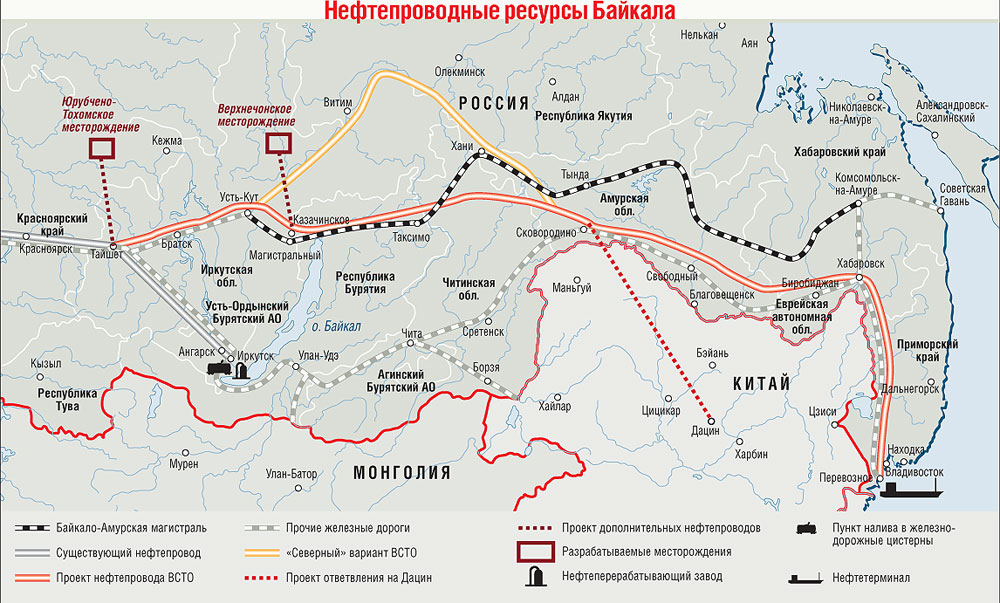 Нефтепроводные ресурсы Байкала
Нелькан
Аян
Олекминск
Юрубчено-
Тохомское
месторождение
Верхнечонское
месторождение
Витим
РОССИЯ
Алдан
Республика Якутия
Николаевск-
на-Амуре
Александровск-
Сахалинский
Кежма
Хани
Хабаровский край
Тында
Комсомольск-
на-Амуре
Советская
Гавань
Усть-Кут
Амурская
обл.
Красноярский
край
Казачинское
Таксимо
Сковородино
Красноярск
Тайшет
Братск
Магистральный
Хабаровск
Иркутская
обл.
Республика
Бурятия
Читинская
обл.
Маньгуй
Свободный
Биробиджан
Благовещенск
Усть-Ордынский
Бурятский АО
Еврейская
автономная
обл.
о. Байкал
Чита
Сретенск
Ангарск
Иркутск
Улан-Удэ
Бэйань
Приморский
край
Кызыл
Агинский
Бурятский АО
Борзя
КИТАЙ
Дальнегорск
Республика
Тува
Хайлар
Цицикар
Цзиси
Дацин
Харбин
Мурен
Улан-Батор
МОНГОЛИЯ
Находка
Владивосток
Перевозное
Байкало-Амурская магистраль
Прочие железные дороги
Проект дополнительных нефтепроводов
Пункт налива в железно-
дорожные цистерны
Существующий нефтепровод
«Северный» вариант ВСТО
Разрабатываемые месторождения
Проект нефтепровода ВСТО
Проект ответвления на Дацин
Нефтеперерабатывающий завод
Нефтетерминал